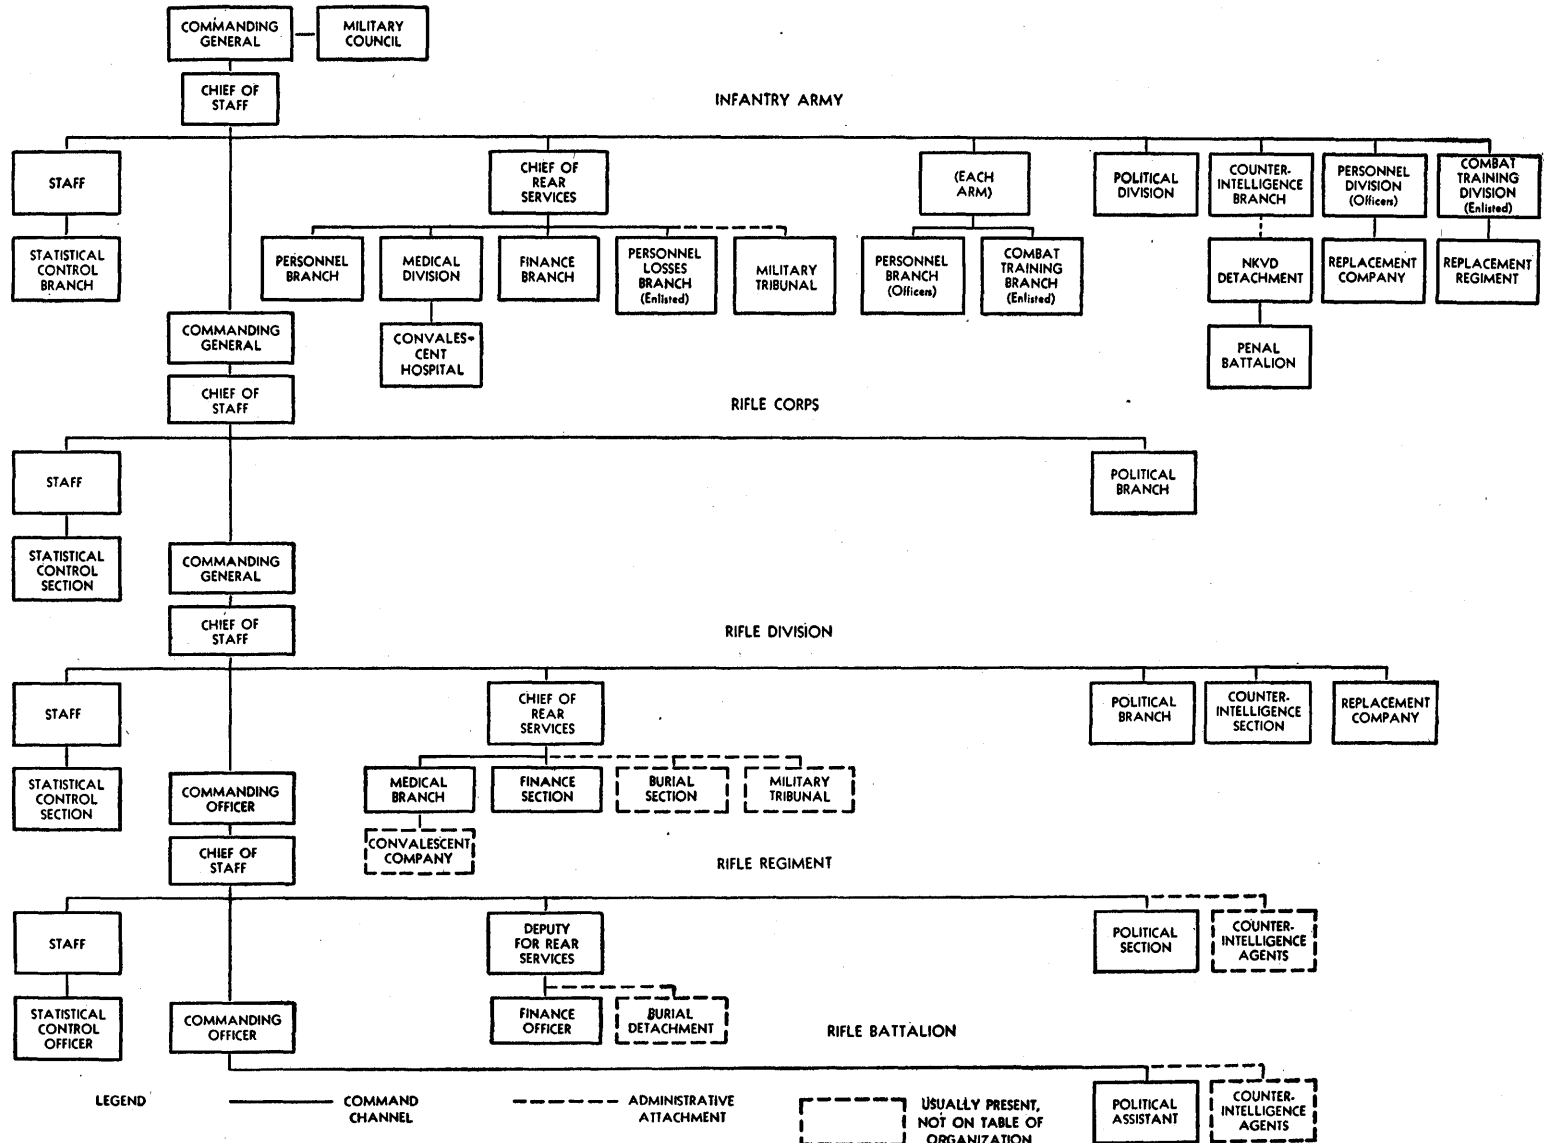 COMMANDING
GENERAL
MILITARY
COUNCIL
CHIEF OF
STAFF
INFANTRY ARMY
STAFF
CHIEF OF
REAR
SERVICES
(EACH
ARM)
POLITICAL
DIVISION
COUNTER-
INTELLIGENCE
BRANCH
PERSONNEL
DIVISION
(Officers)
COMBAT
TRAINING
DIVISION
(Enlisted)
STATISTICAL
CONTROL
BRANCH
PERSONNEL
BRANCH
MEDICAL
DIVISION
FINANCE
BRANCH
PERSONNEL
LOSSES
BRANCH
(Enlisted)
MILITARY
TRIBUNAL
PERSONNEL
BRANCH
(Officers)
COMBAT
TRAINING
BRANCH
(Enlisted)
NKVD
DETACHMENT
REPLACEMENT
COMPANY
REPLACEMENT
REGIMENT
CONVALES-
CENT
HOSPITAL
PENAL
BATTALION
COMMANDING
GENERAL
CHIEF OF
STAFF
RIFLE CORPS
STAFF
POLITICAL
BRANCH
STATISTICAL
CONTROL
SECTION
COMMANDING
GENERAL
CHIEF OF
STAFF
RIFLE DIVISION
STAFF
CHIEF OF
REAR
SERVICES
POLITICAL
BRANCH
COUNTER-
INTELLIGENCE
SECTION
REPLACEMENT
COMPANY
STATISTICAL
CONTROL
SECTION
MEDICAL
BRANCH
FINANCE
SECTION
BURIAL
SECTION
MILITARY
TRIBUNAL
CONVALESCENT
COMPANY
COMMANDING
OFFICER
CHIEF OF
STAFF
RIFLE REGIMENT
STAFF
DEPUTY
FOR REAR
SERVICES
POLITICAL
SECTION
COUNTER-
INTELLIGENCE
AGENTS
STATISTICAL
CONTROL
OFFICER
COMMANDING
OFFICER
FINANCE
OFFICER
BURIAL
DETACHMENT
RIFLE BATTALION
POLITICAL
ASSISTANT
COUNTER-
INTELLIGENCE
AGENTS
LEGEND
COMMAND
CHANNEL
ADMINISTRATIVE
ATTACHMENT
USUALLY PRESENT,
NOT ON TABLE OF
ORGANIZATION